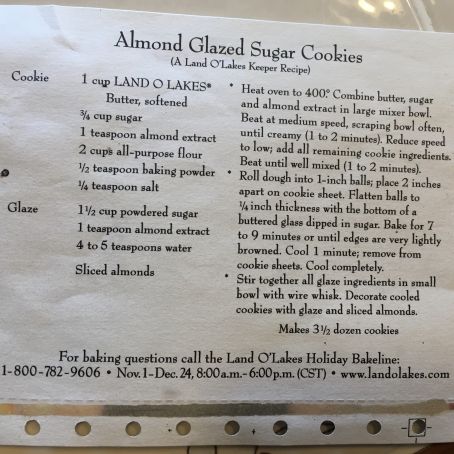 Almond Glazed Sugar Cookies
(A Land O'Lakes Keeper Recipe)
Cookie
1 cup LAND O LAKES®
Butter, softened
¾ cup sugar
1 teaspoon almond extract
2 cups all-purpose flour
½ teaspoon baking powder
¼ teaspoon salt
Glaze
1½ cup powdered sugar
1 teaspoon almond extract
4 to 5 teaspoons water
Sliced almonds
• Heat oven to 400°. Combine butter, sugar
and almond extract in large mixer bowl.
Beat at medium speed, scraping bowl often,
until creamy (1 to 2 minutes). Reduce speed
to low; add all remaining cookie ingredients.
Beat until well mixed (1 to 2 minutes).
• Roll dough into 1-inch balls; place 2 inches
apart on cookie sheet. Flatten balls to
¼ inch thickness with the bottom of a
buttered glass dipped in sugar. Bake for 7
to 9 minutes or until edges are very lightly
browned. Cool 1 minute; remove from
cookie sheets. Cool completely.
• Stir together all glaze ingredients in small
bowl with wire whisk. Decorate cooled
cookies with glaze and sliced almonds.
Makes 3½ dozen cookies
For baking questions call the Land O'Lakes Holiday Bakeline:
1-800-782-9606 • Nov. 1-Dec. 24, 8:00 a.m.-6:00 p.m. (CST) • www.landolakes.com